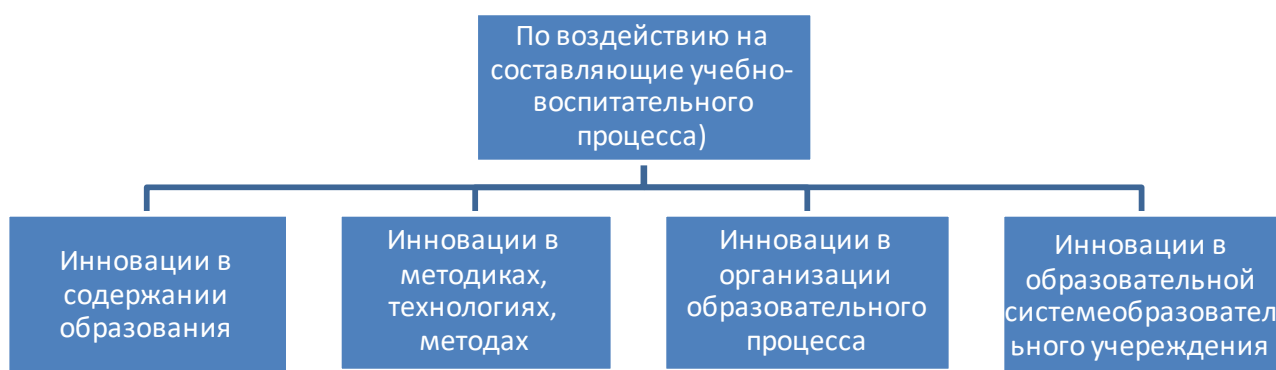 По воздействию на
составляющие учебно-
воспитательного
процесса)
Инновации в
содержании
образования
Инновации в
методиках,
технологиях,
методах
Инновации в
организации
образовательного
процесса
Инновации в
образовательной
системеобразовател
ьного учереждения